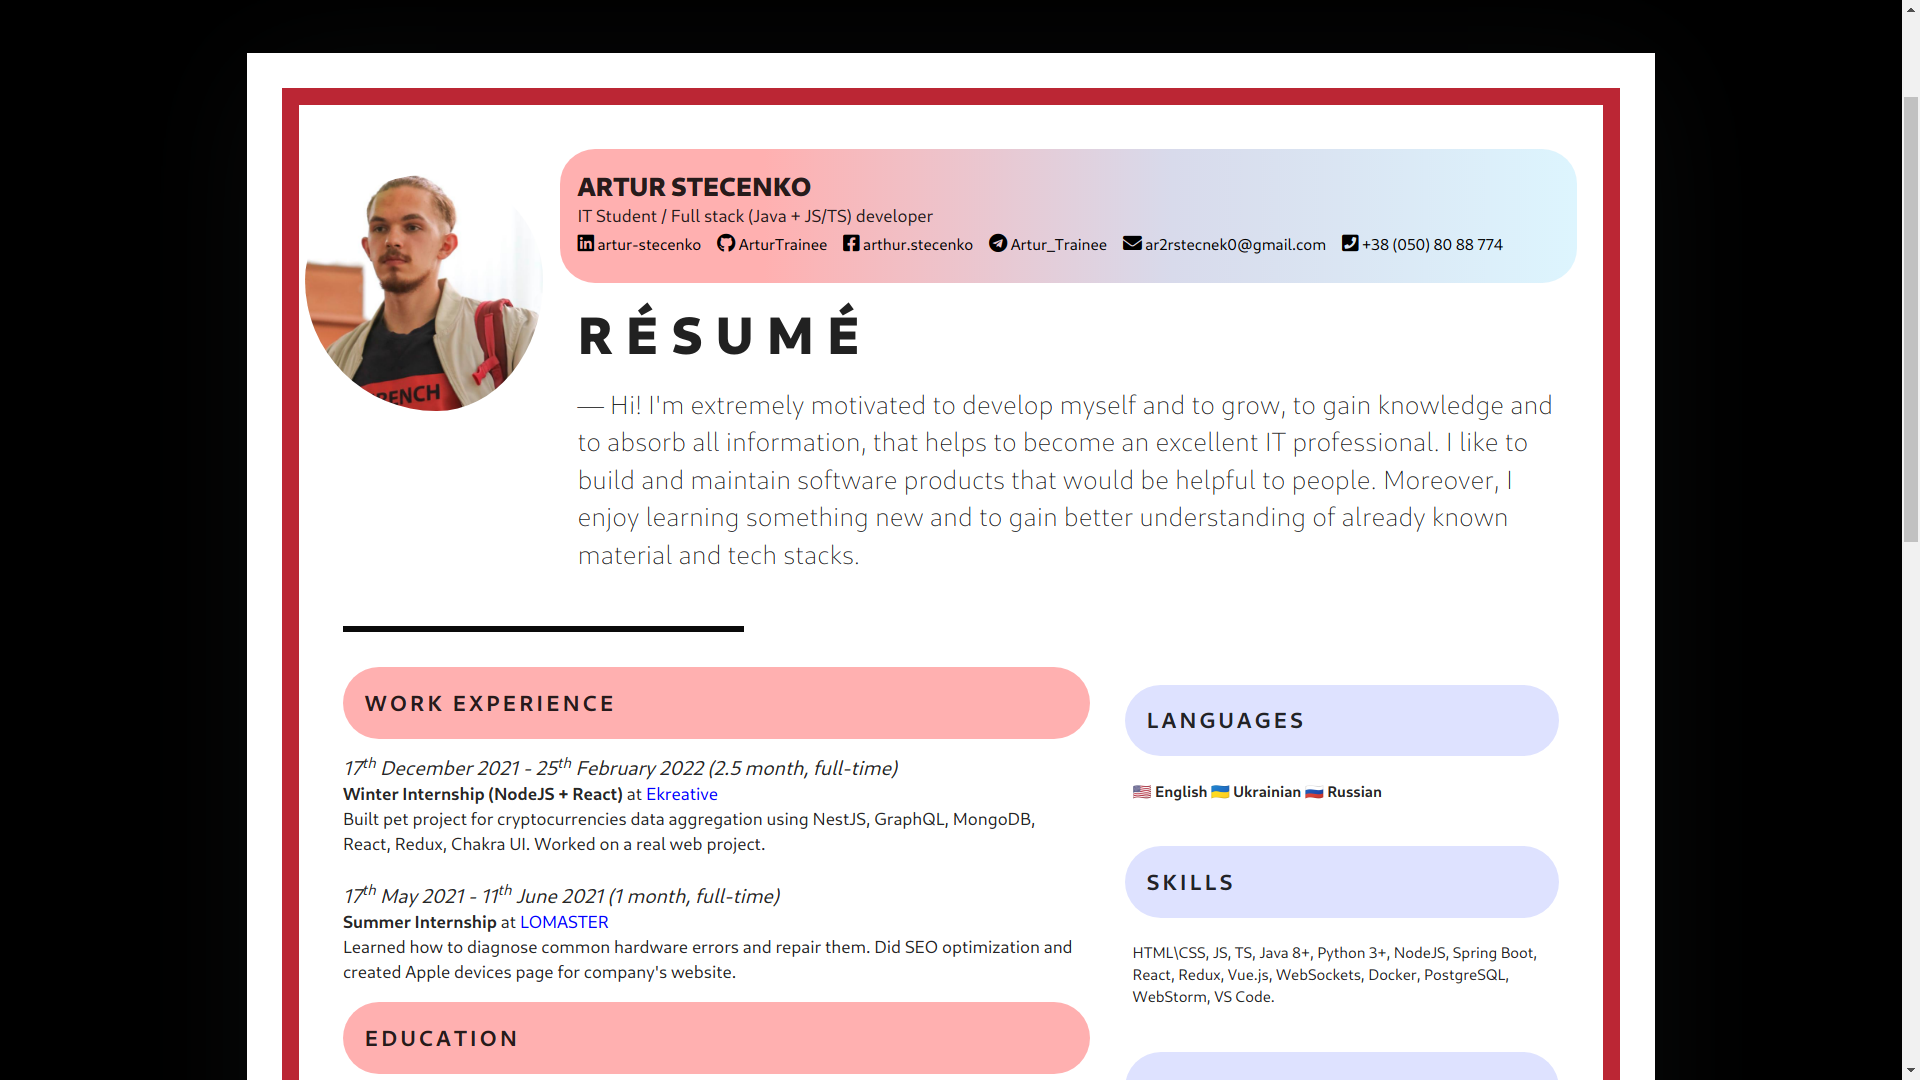 ARTUR STECENKO
IT Student / Full stack (Java + JS/TS) developer
artur-stecenko ArturTrainee arthur.stecenko Artur_Trainee ar2rstecnek0@gmail.com +38 (050) 80 88 774
RÉSUMÉ
— Hi! I'm extremely motivated to develop myself and to grow, to gain knowledge and
to absorb all information, that helps to become an excellent IT professional. I like to
build and maintain software products that would be helpful to people. Moreover, I
enjoy learning something new and to gain better understanding of already known
material and tech stacks.
WORK EXPERIENCE
17th December 2021 - 25th February 2022 (2.5 month, full-time)
Winter Internship (NodeJS + React) at Ekreative
Built pet project for cryptocurrencies data aggregation using NestJS, GraphQL, MongoDB,
React, Redux, Chakra UI. Worked on a real web project.
17th May 2021 - 11th June 2021 (1 month, full-time)
Summer Internship at LOMASTER
Learned how to diagnose common hardware errors and repair them. Did SEO optimization and
created Apple devices page for company's website.
EDUCATION
LANGUAGES
🇺🇸 English 🇺🇦 Ukrainian 🇷🇺 Russian
SKILLS
HTML\CSS, JS, TS, Java 8+, Python 3+, NodeJS, Spring Boot,
React, Redux, Vue.js, WebSockets, Docker, PostgreSQL,
WebStorm, VS Code.